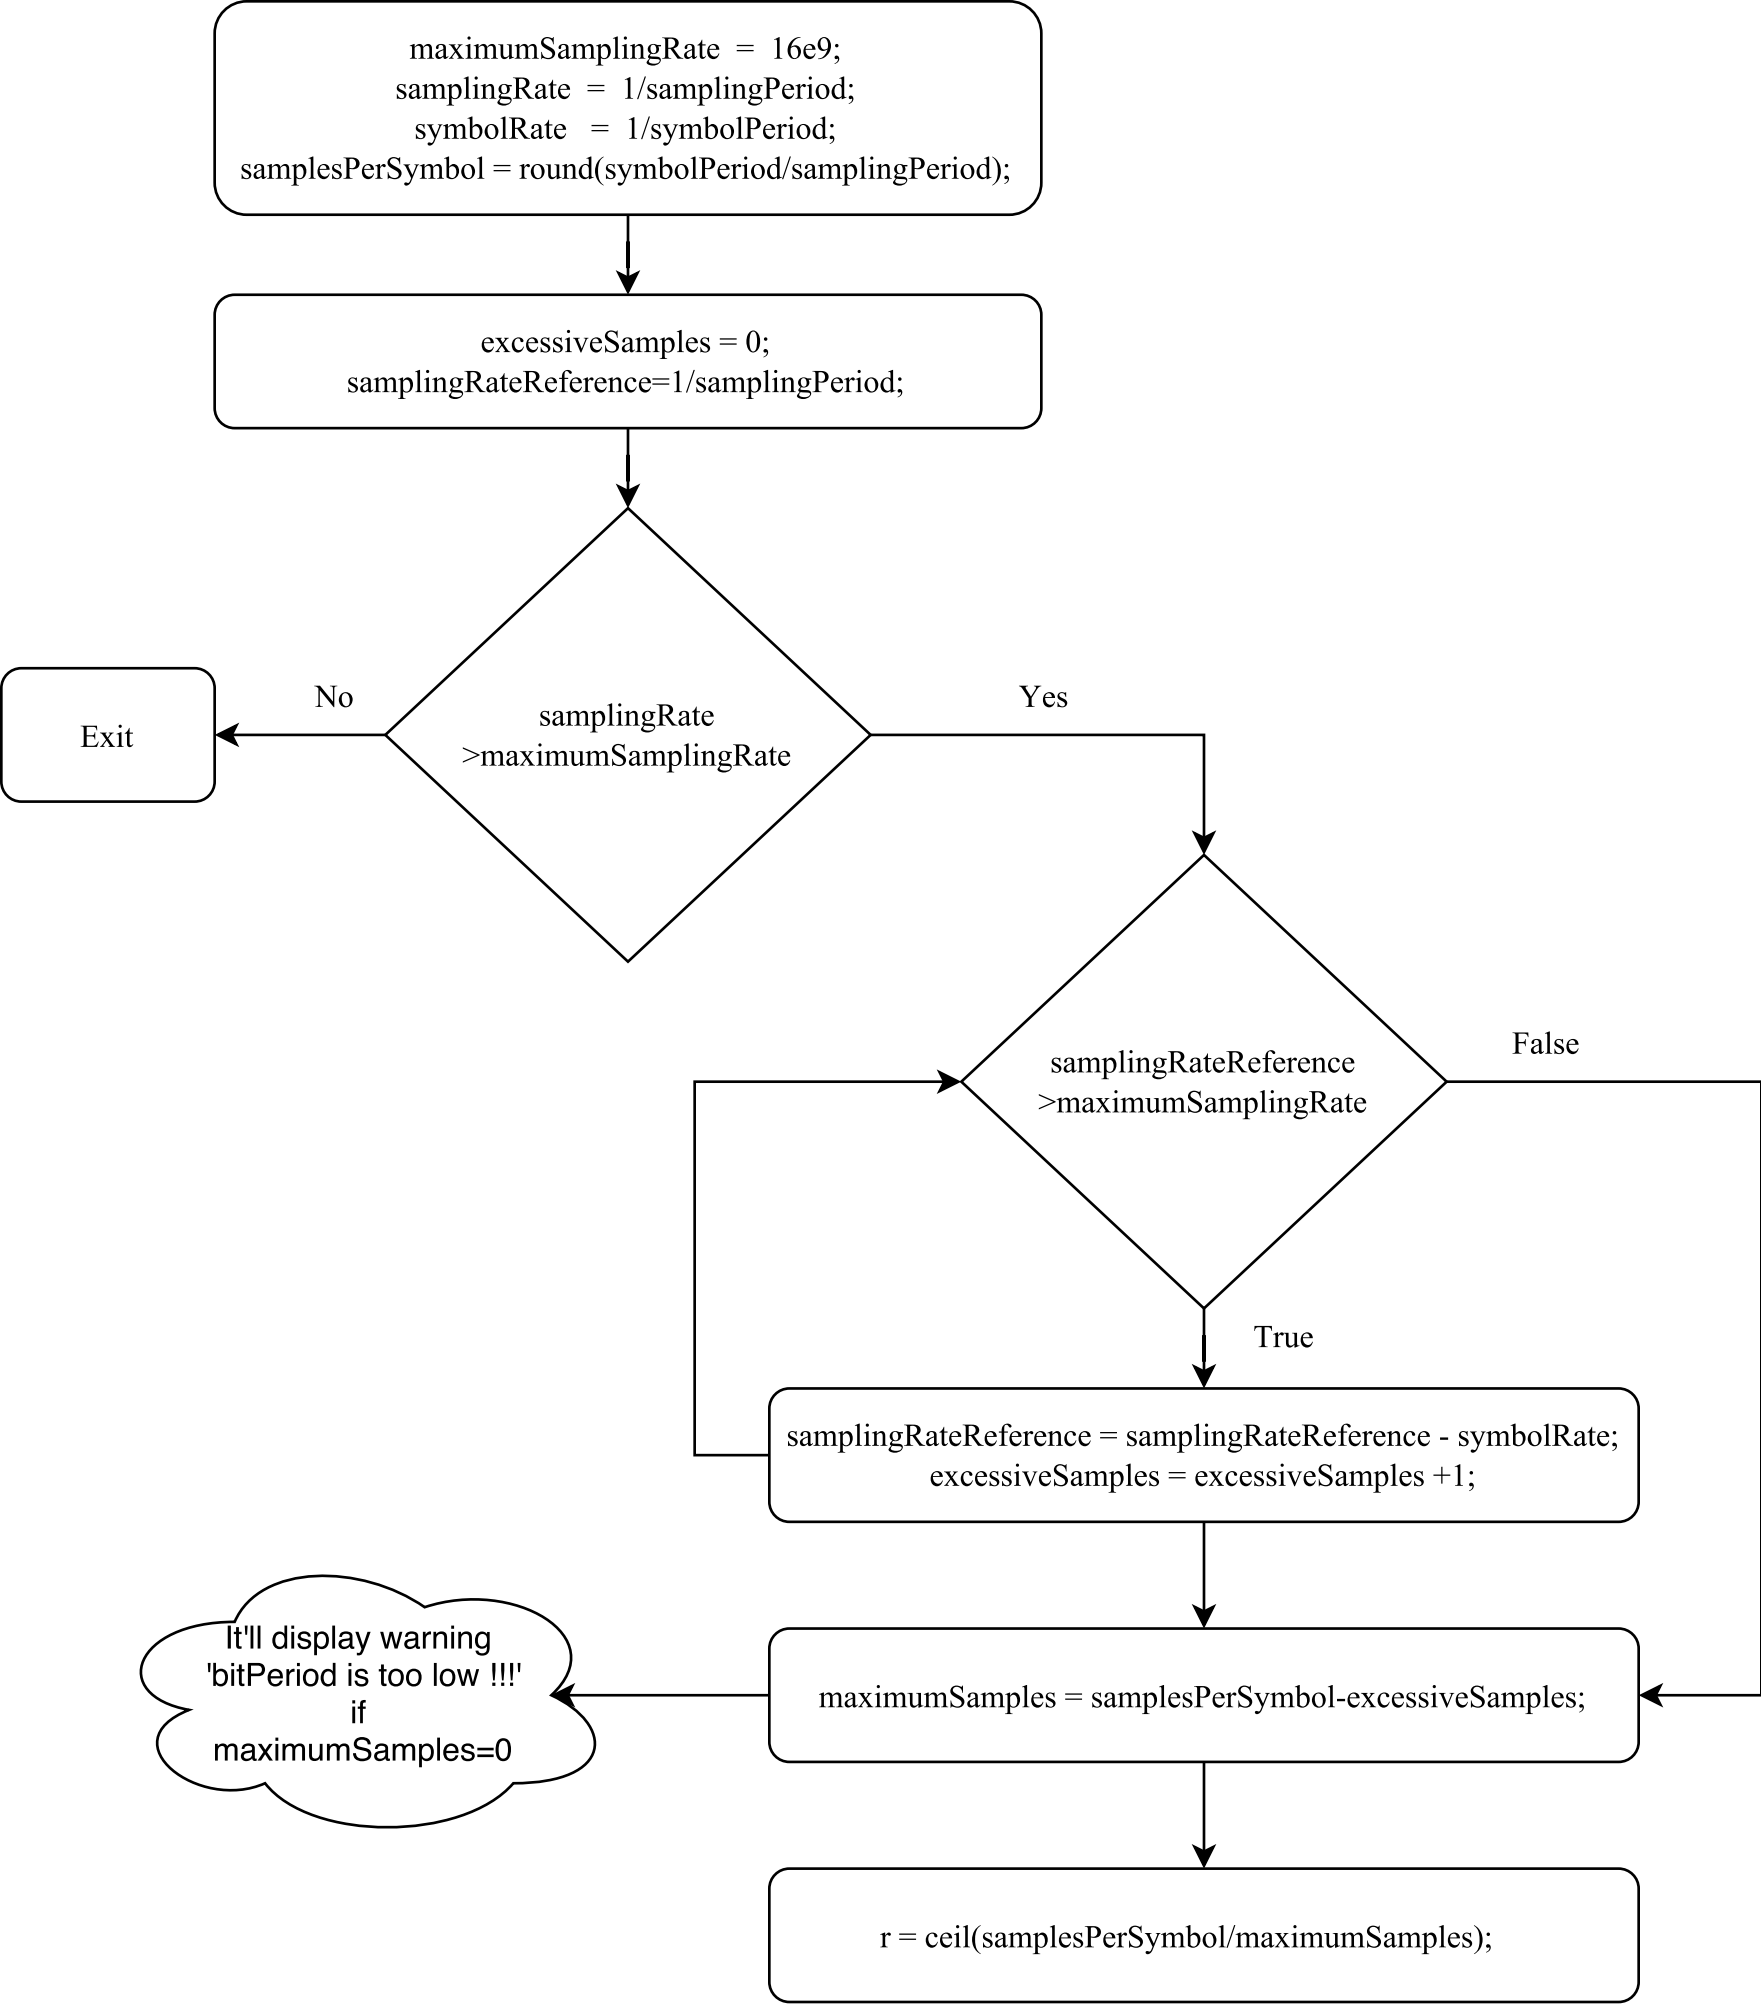 maximumSamplingRate = 16e9;
samplingRate = 1/samplingPeriod;
symbolRate = 1/symbolPeriod;
samplesPerSymbol = round(symbolPeriod/samplingPeriod);
excessiveSamples = 0;
samplingRateReference=1/samplingPeriod;
No
Yes
samplingRate
>maximumSamplingRate
Exit
False
samplingRateReference
>maximumSamplingRate
True
samplingRateReference = samplingRateReference - symbolRate;
excessiveSamples = excessiveSamples +1;
It'll display warning
'bitPeriod is too low !!!'
if
maximumSamples=0
maximumSamples = samplesPerSymbol-excessiveSamples;
r = ceil(samplesPerSymbol/maximumSamples);